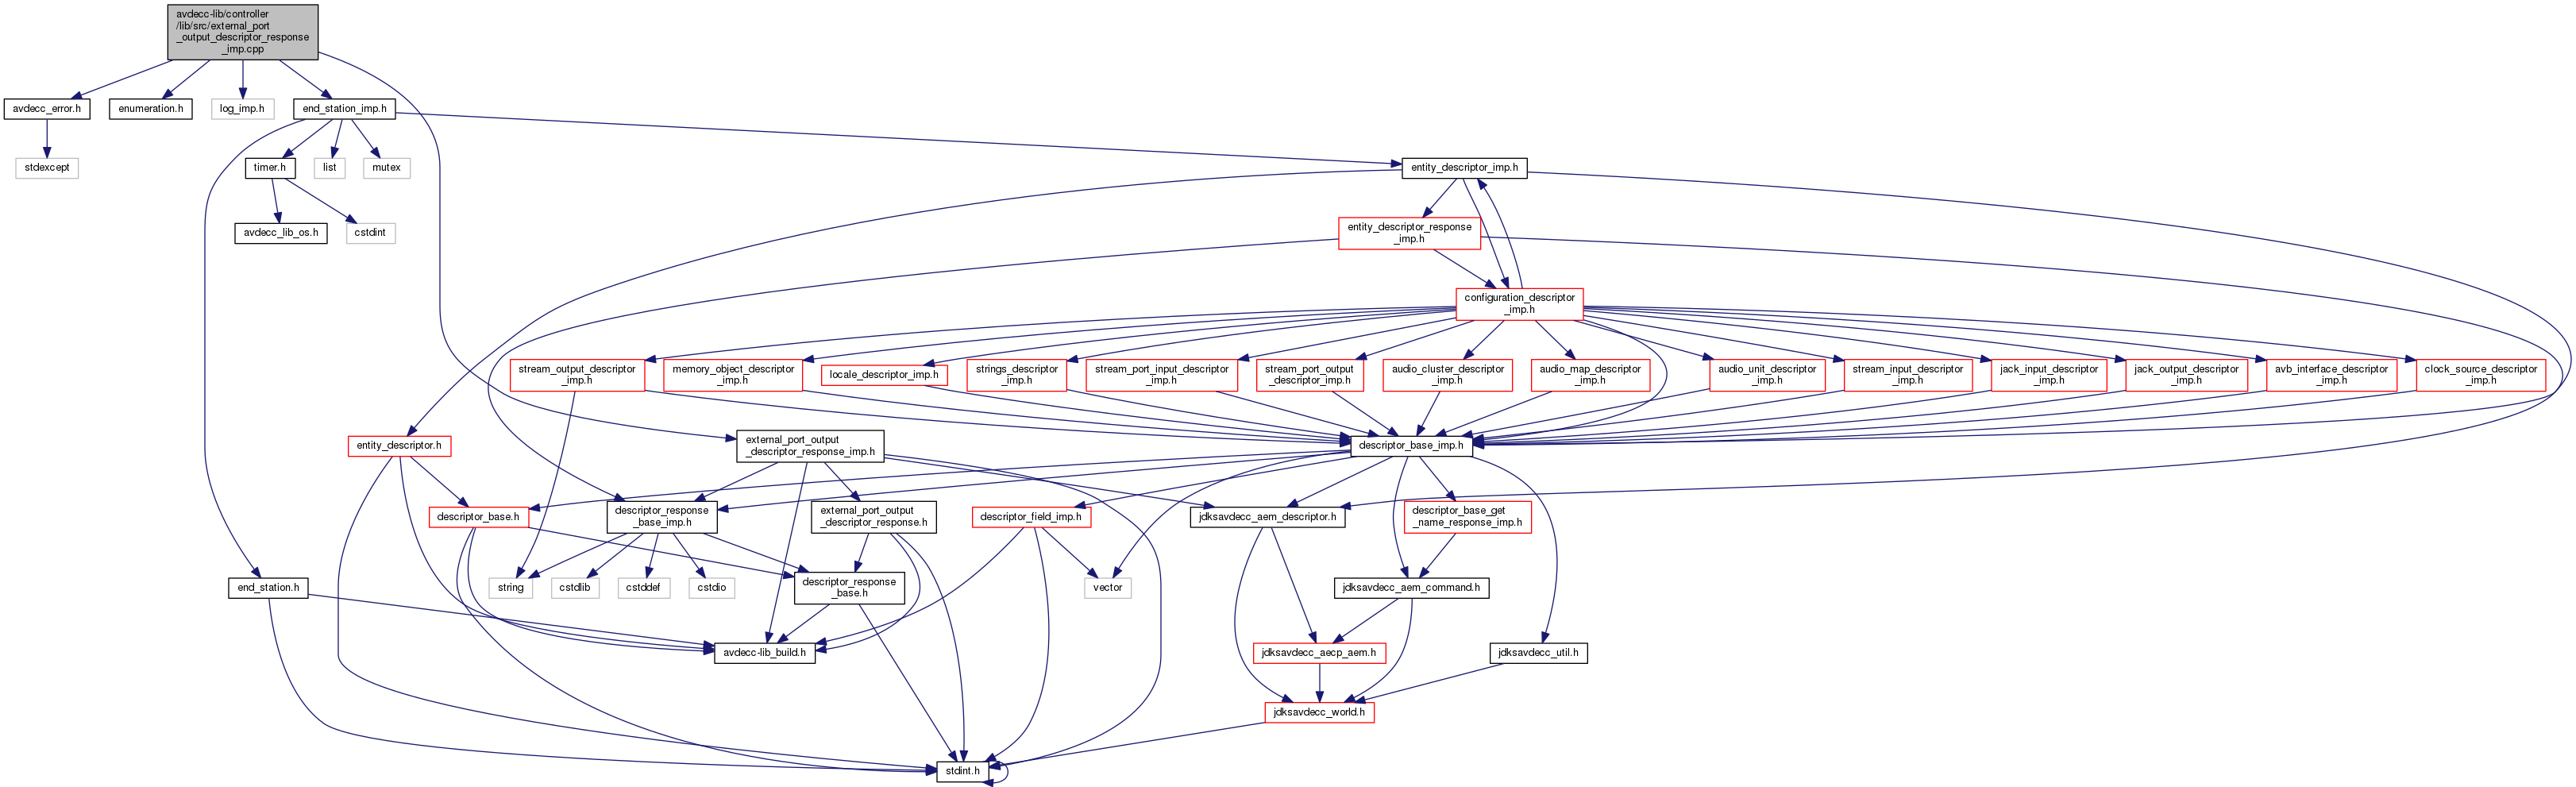 avdecc-lib/controller
/lib/src/external_port
_output_descriptor_response
_imp.cpp
avdecc_error.h
enumeration.h
log_imp.h
end_station_imp.h
stdexcept
timer.h
list
mutex
entity_descriptor_imp.h
avdecc_lib_os.h
cstdint
entity_descriptor_response
_imp.h
configuration_descriptor
_imp.h
stream_output_descriptor
_imp.h
memory_object_descriptor
_imp.h
locale_descriptor_imp.h
strings_descriptor
_imp.h
stream_port_input_descriptor
_imp.h
stream_port_output
_descriptor_imp.h
audio_cluster_descriptor
_imp.h
audio_map_descriptor
_imp.h
audio_unit_descriptor
_imp.h
stream_input_descriptor
_imp.h
jack_input_descriptor
_imp.h
jack_output_descriptor
_imp.h
avb_interface_descriptor
_imp.h
clock_source_descriptor
_imp.h
entity_descriptor.h
external_port_output
_descriptor_response_imp.h
descriptor_base_imp.h
descriptor_base.h
descriptor_response
_base_imp.h
external_port_output
_descriptor_response.h
descriptor_field_imp.h
jdksavdecc_aem_descriptor.h
descriptor_base_get
_name_response_imp.h
end_station.h
string
cstdlib
cstddef
cstdio
descriptor_response
_base.h
vector
jdksavdecc_aem_command.h
avdecc-lib_build.h
jdksavdecc_aecp_aem.h
jdksavdecc_util.h
jdksavdecc_world.h
stdint.h